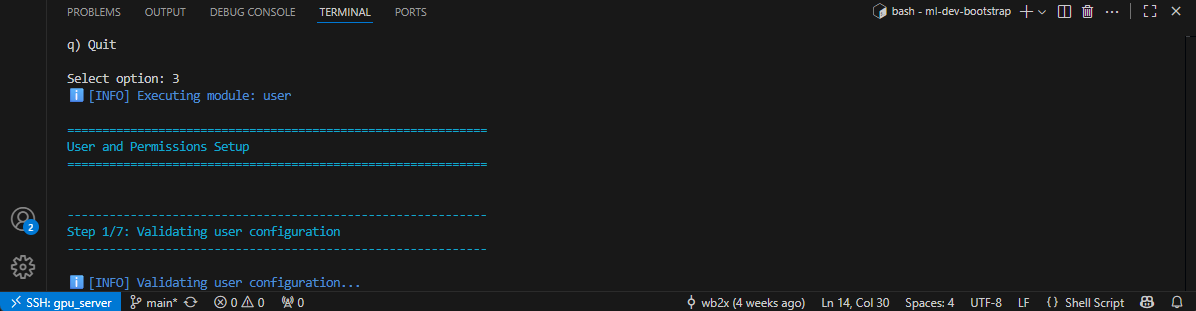 PROBLEMS OUTPUT DEBUG CONSOLE TERMINAL PORTS bash - ml-dev-bootstrap
q) Quit
Select option: 3
[INFO] Executing module: user
============================================================
User and Permissions Setup
============================================================
------------------------------------------------------------
Step 1/7: Validating user configuration
------------------------------------------------------------
2
[INFO] Validating user configuration...
SSH: gpu_server main* 0 0 0 wb2x (4 weeks ago) Ln 14, Col 30 Spaces: 4 UTF-8 LF {} Shell Script